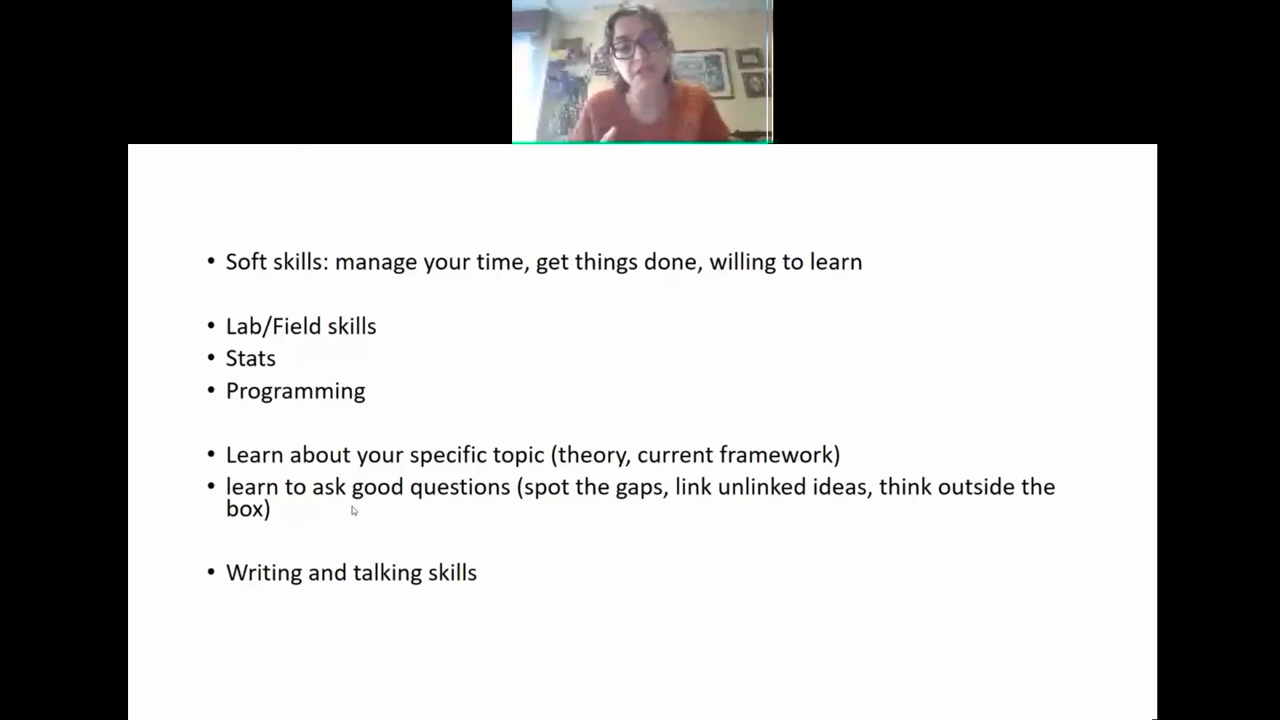 • Soft skills: manage your time, get things done, willing to learn
• Lab/Field skills
• Stats
• Programming
• Learn about your specific topic (theory, current framework)
• learn to ask good questions (spot the gaps, link unlinked ideas, think outside the
box)
• Writing and talking skills